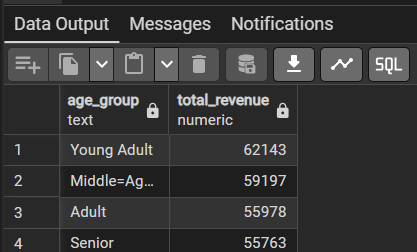 Data Output Messages Notifications
SQL
age_group total_revenue
text numeric
1 Young Adult 62143
2 Middle=Ag... 59197
3 Adult 55978
4 Senior 55763